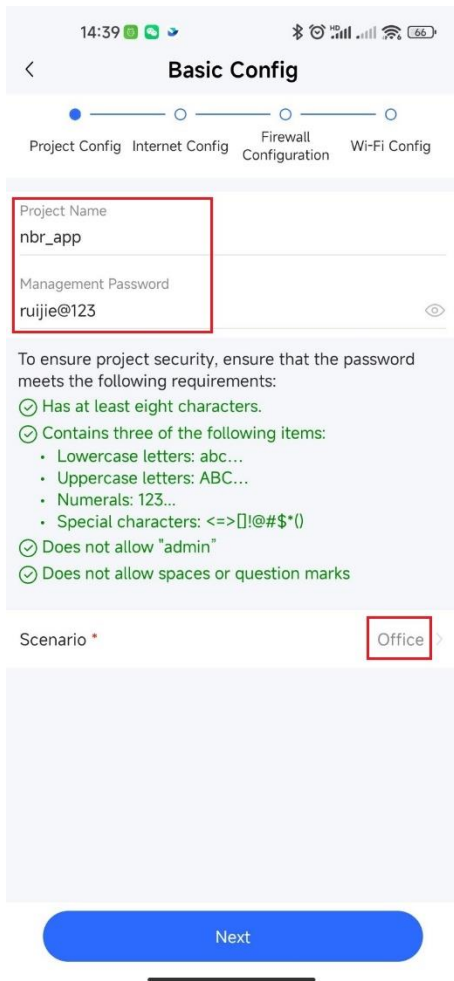 14:39
HD
66
Basic Config
Project Config Internet Config Firewall Configuration Wi-Fi Config
Project Name
nbr_app
Management Password
ruijie@123
To ensure project security, ensure that the password
meets the following requirements:
Has at least eight characters.
Contains three of the following items:
• Lowercase letters: abc...
• Uppercase letters: ABC...
• Numerals: 123...
• Special characters: <=>[]!@#$*()
Does not allow "admin"
Does not allow spaces or question marks
Scenario *
Office
Next